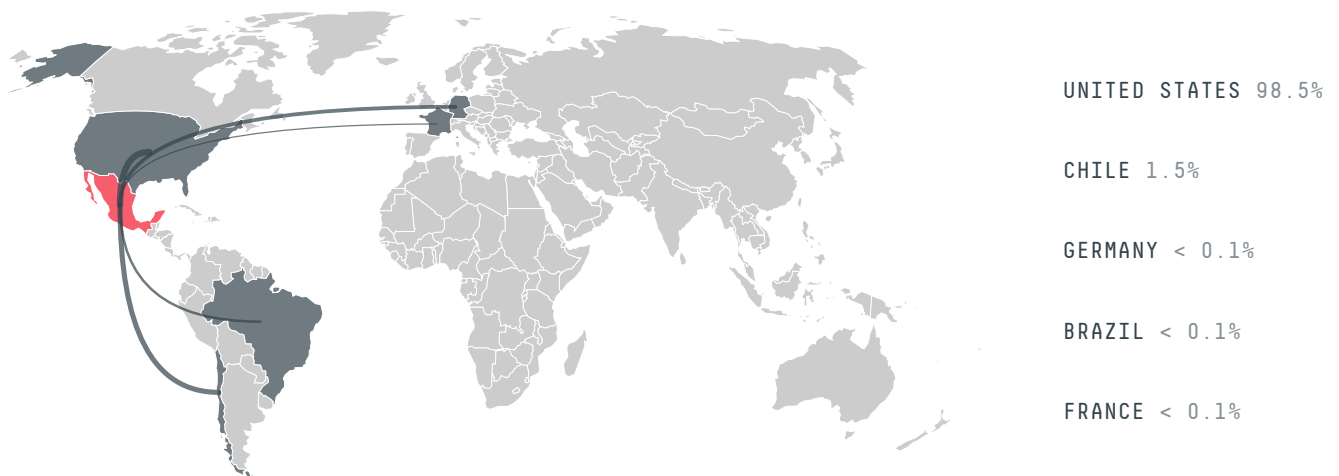 UNITED STATES 98.5%
CHILE 1.5%
GERMANY < 0.1%
BRAZIL < 0.1%
FRANCE < 0.1%